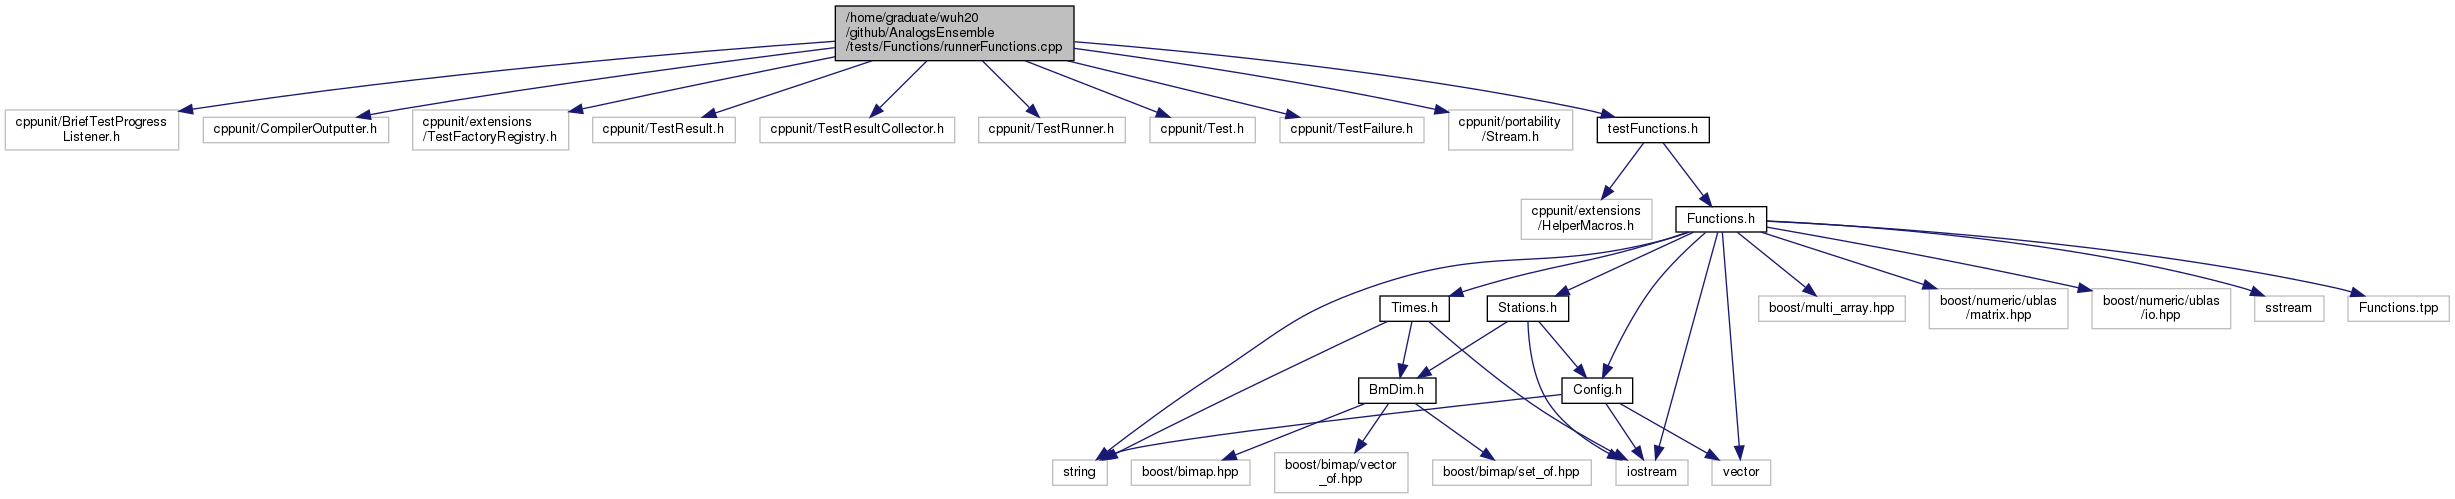 /home/graduate/wuh20
/github/AnalogsEnsemble
/tests/Functions/runnerFunctions.cpp
cppunit/BriefTestProgress
Listener.h
cppunit/CompilerOutputter.h
cppunit/extensions
/TestFactoryRegistry.h
cppunit/TestResult.h
cppunit/TestResultCollector.h
cppunit/TestRunner.h
cppunit/Test.h
cppunit/TestFailure.h
cppunit/portability
/Stream.h
testFunctions.h
cppunit/extensions
/HelperMacros.h
Functions.h
Times.h
Stations.h
boost/multi_array.hpp
boost/numeric/ublas
/matrix.hpp
boost/numeric/ublas
/io.hpp
sstream
Functions.tpp
BmDim.h
Config.h
string
boost/bimap.hpp
boost/bimap/vector
_of.hpp
boost/bimap/set_of.hpp
iostream
vector